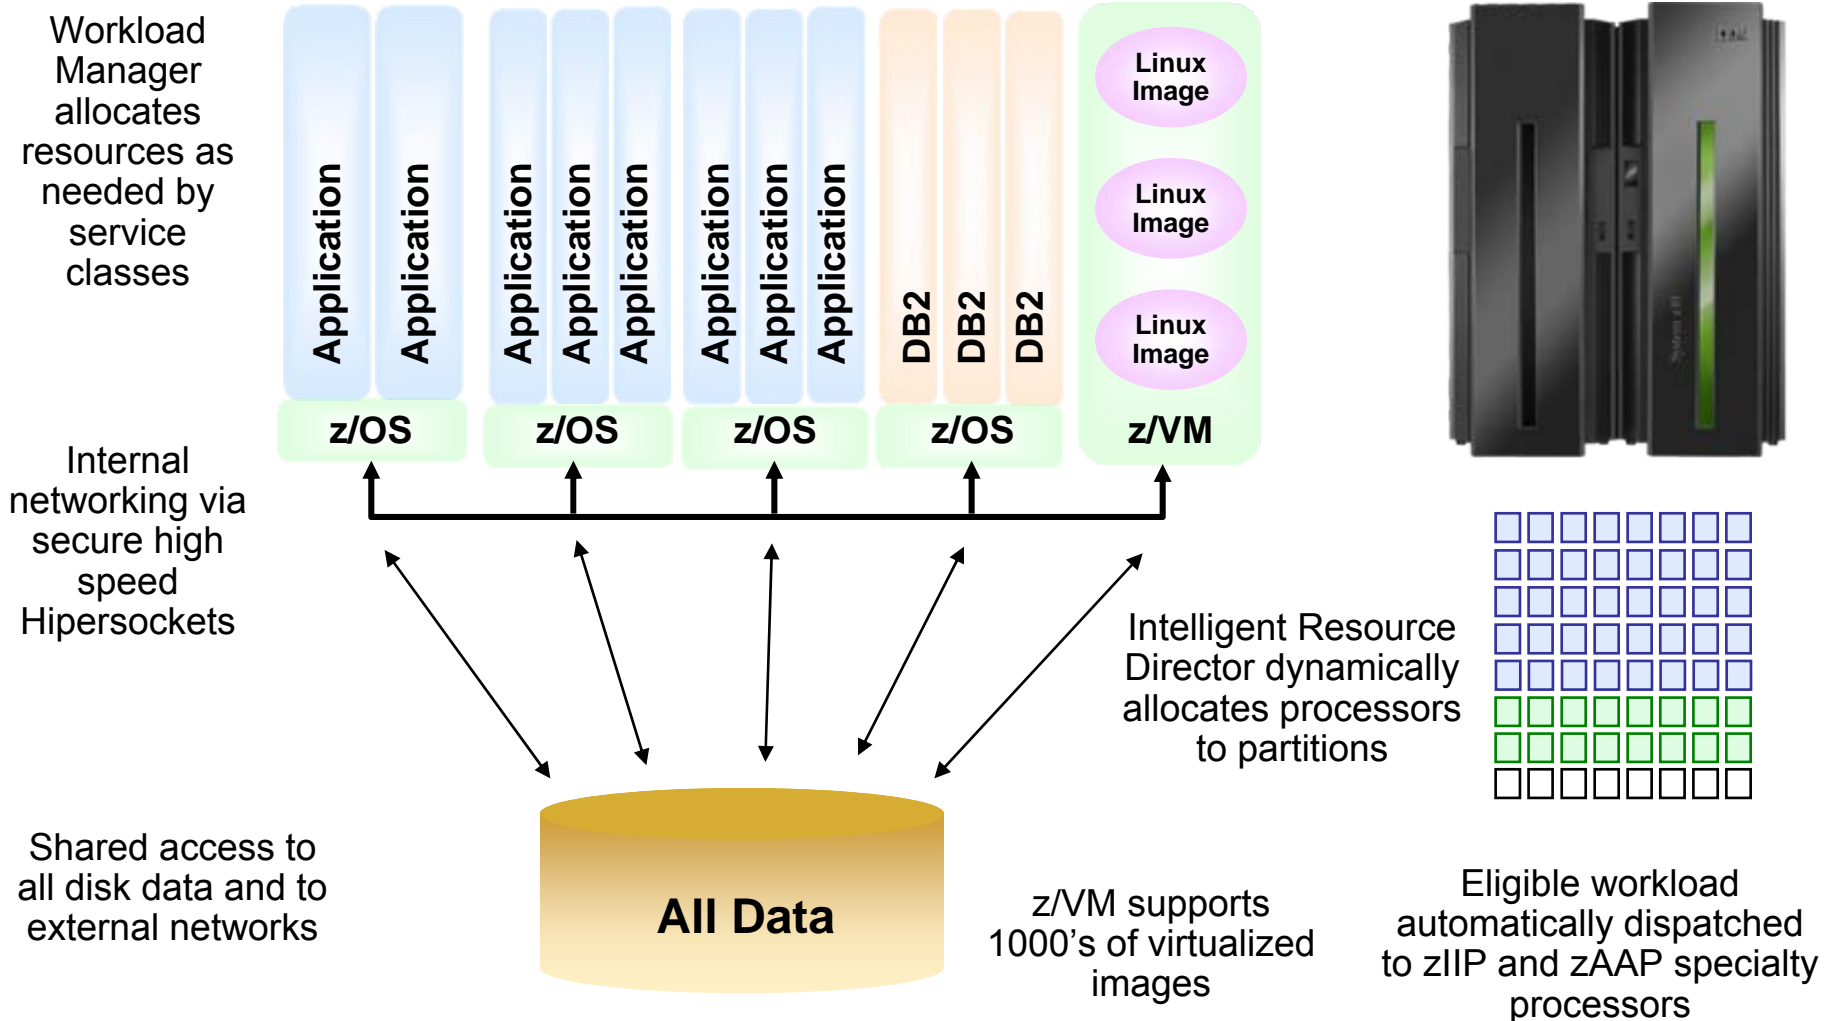 Workload
Manager
allocates
resources as
needed by
service
classes
Application
Application
Application
Application
Application
Application
Application
Application
DB2
DB2
DB2
Linux
Image
Linux
Image
Linux
Image
z/OS
z/OS
z/OS
z/OS
z/VM
Internal
networking via
secure high
speed
Hipersockets
Intelligent Resource
Director dynamically
allocates processors
to partitions
Shared access to
all disk data and to
external networks
All Data
z/VM supports
1000’s of virtualized
images
Eligible workload
automatically dispatched
to zIIP and zAAP specialty
processors